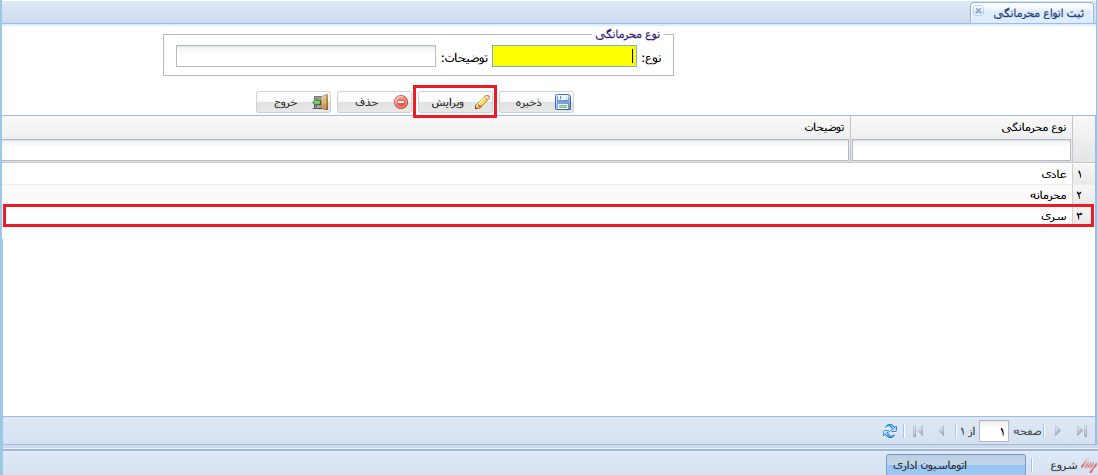 ثبت انواع محرمانگی
نوع محرمانگی
نوع: توضیحات:
ذخیره ویرایش حذف خروج
نوع محرمانگی توضیحات
۱ عادی
۲ محرمانه
۳ سری
صفحه ۱ از ۱
شروع اتوماسیون اداری